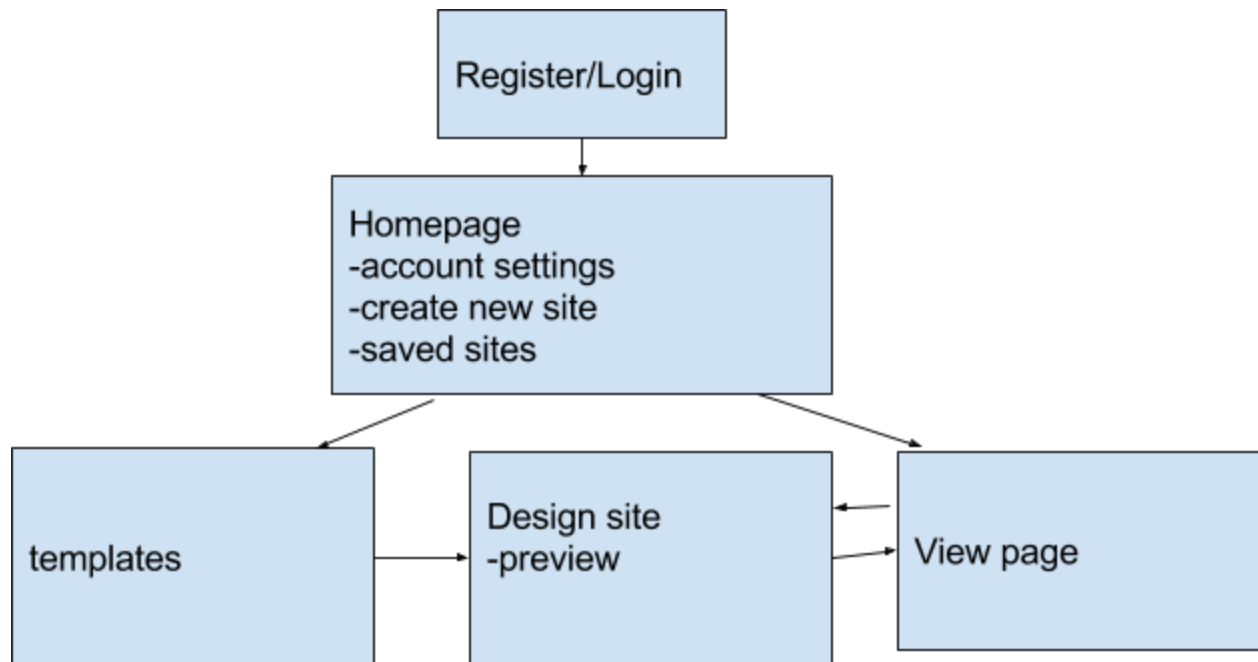 Register/Login
Homepage
-account settings
-create new site
-saved sites
templates
Design site
-preview
View page